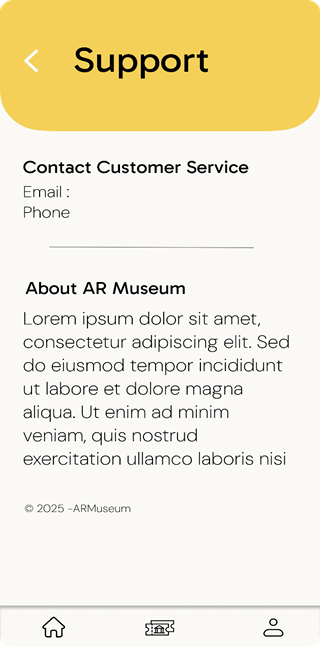 Support
Contact Customer Service
Email :
Phone
About AR Museum
Lorem ipsum dolor sit amet,
consectetur adipiscing elit. Sed
do eiusmod tempor incididunt
ut labore et dolore magna
aliqua. Ut enim ad minim
veniam, quis nostrud
exercitation ullamco laboris nisi
© 2025 -ARMuseum